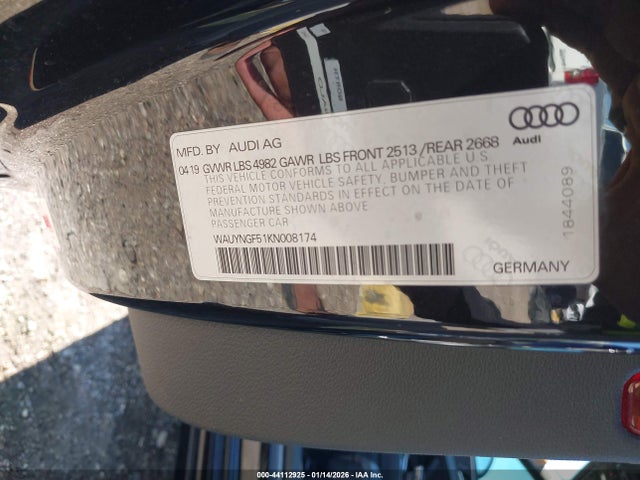 MFD. BY AUDI AG
04 19 GVWR LBS 4982 GAWR LBS FRONT 2513 /REAR 2668
THIS VEHICLE CONFORMS TO ALL APPLICABLE U.S.
FEDERAL MOTOR VEHICLE SAFETY, BUMPER AND THEFT
PREVENTION STANDARDS IN EFFECT ON THE DATE OF
MANUFACTURE SHOWN ABOVE
PASSENGER CAR
WAUYNGF51KN008174
Audi
1844089
GERMANY
000-44112925 | 01/14/2026 | CLICKER DALLAS